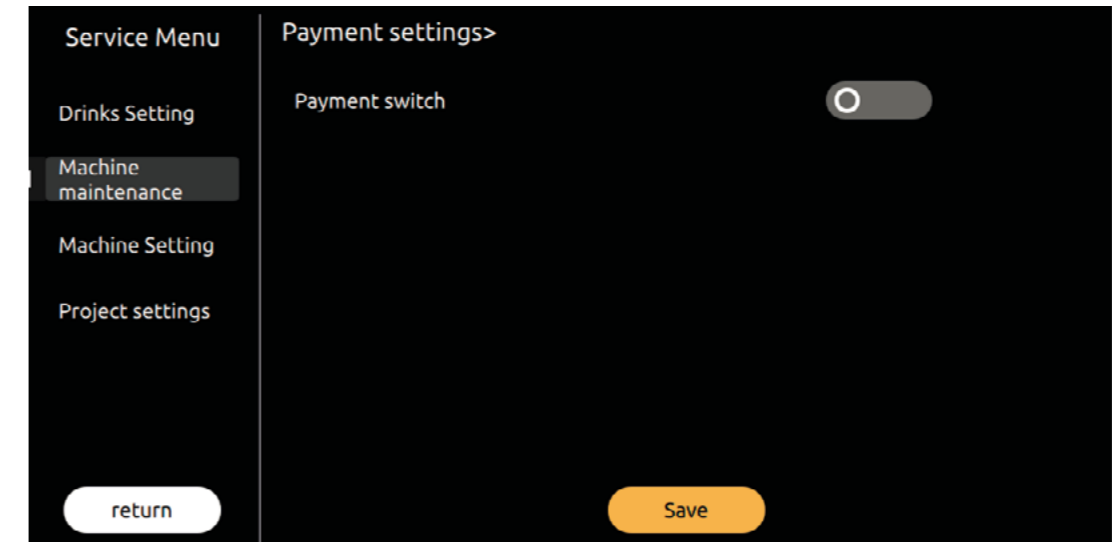 Service Menu
Drinks Setting
Machine
maintenance
Machine Setting
Project settings
return
Payment settings>
Payment switch
Save